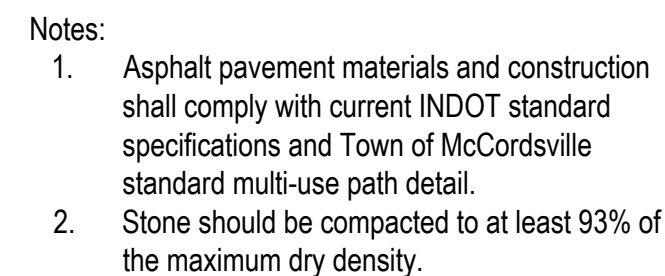 Notes:
1. Asphalt pavement materials and construction
shall comply with current INDOT standard
specifications and Town of McCordsville
standard multi-use path detail.
2. Stone should be compacted to at least 93% of
the maximum dry density.